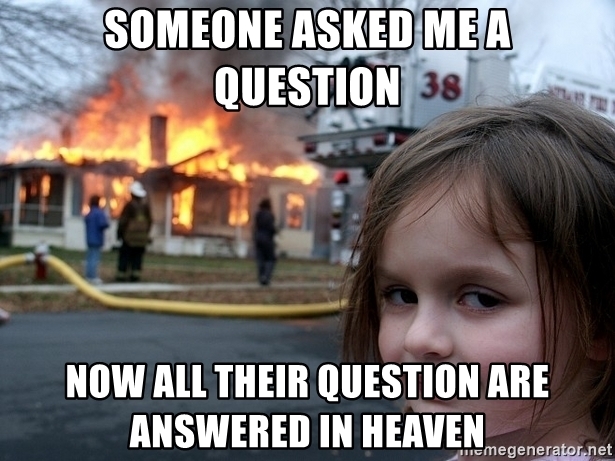 SOMEONE ASKED ME A
QUESTION
38
NOW ALL THEIR QUESTION ARE
ANSWERED IN HEAVEN
memegenerator.net